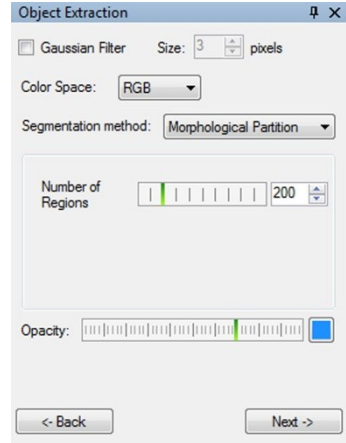 Object Extraction
Gaussian Filter Size: 3 pixels
Color Space: RGB
Segmentation method: Morphological Partition
Number of
Regions 200
Opacity:
<- Back Next ->